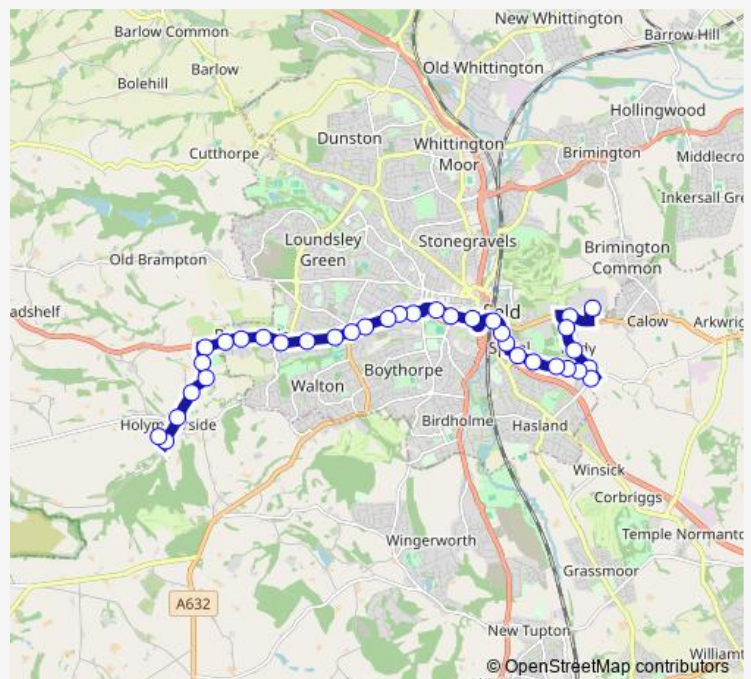 New Whittington
Barlow Common
Barrow Hill
Old Whittington
Barlow
Bolehill
Hollingwood
Dunston
Whittington
Moor
Cutthorpe
Brimington
Middlecro
Inkersall Gre
Loundsley
Green
Stonegravels
Brimington
Common
Old Brampton
adshelf
Calow
Arkwrig
Boythorpe
Walton
Birdholme
Hasland
Winsick
Corbriggs
Temple Normanto
Wingerworth
Grassmoor
A632
New Tupton
Williamt
© OpenStreetMap contributors